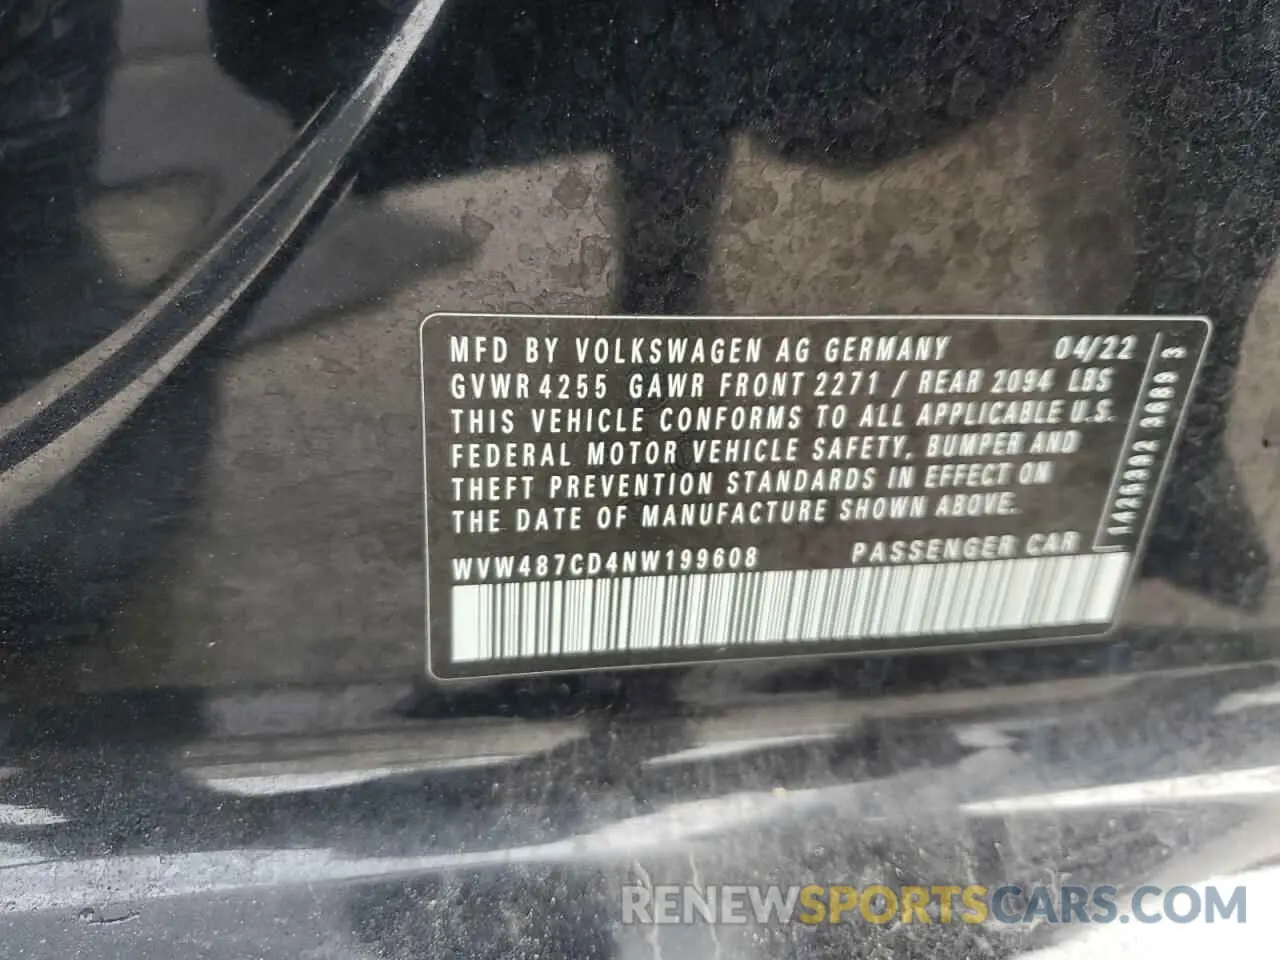 MFD BY VOLKSWAGEN AG GERMANY 04/22
GVWR 4255 GAWR FRONT 2271 / REAR 2094 LBS
THIS VEHICLE CONFORMS TO ALL APPLICABLE U.S.
FEDERAL MOTOR VEHICLE SAFETY, BUMPER AND
THEFT PREVENTION STANDARDS IN EFFECT ON
THE DATE OF MANUFACTURE SHOWN ABOVE.
WVW487CD4NW199608 PASSENGER CAR
RENEWSPORTSCARS.COM